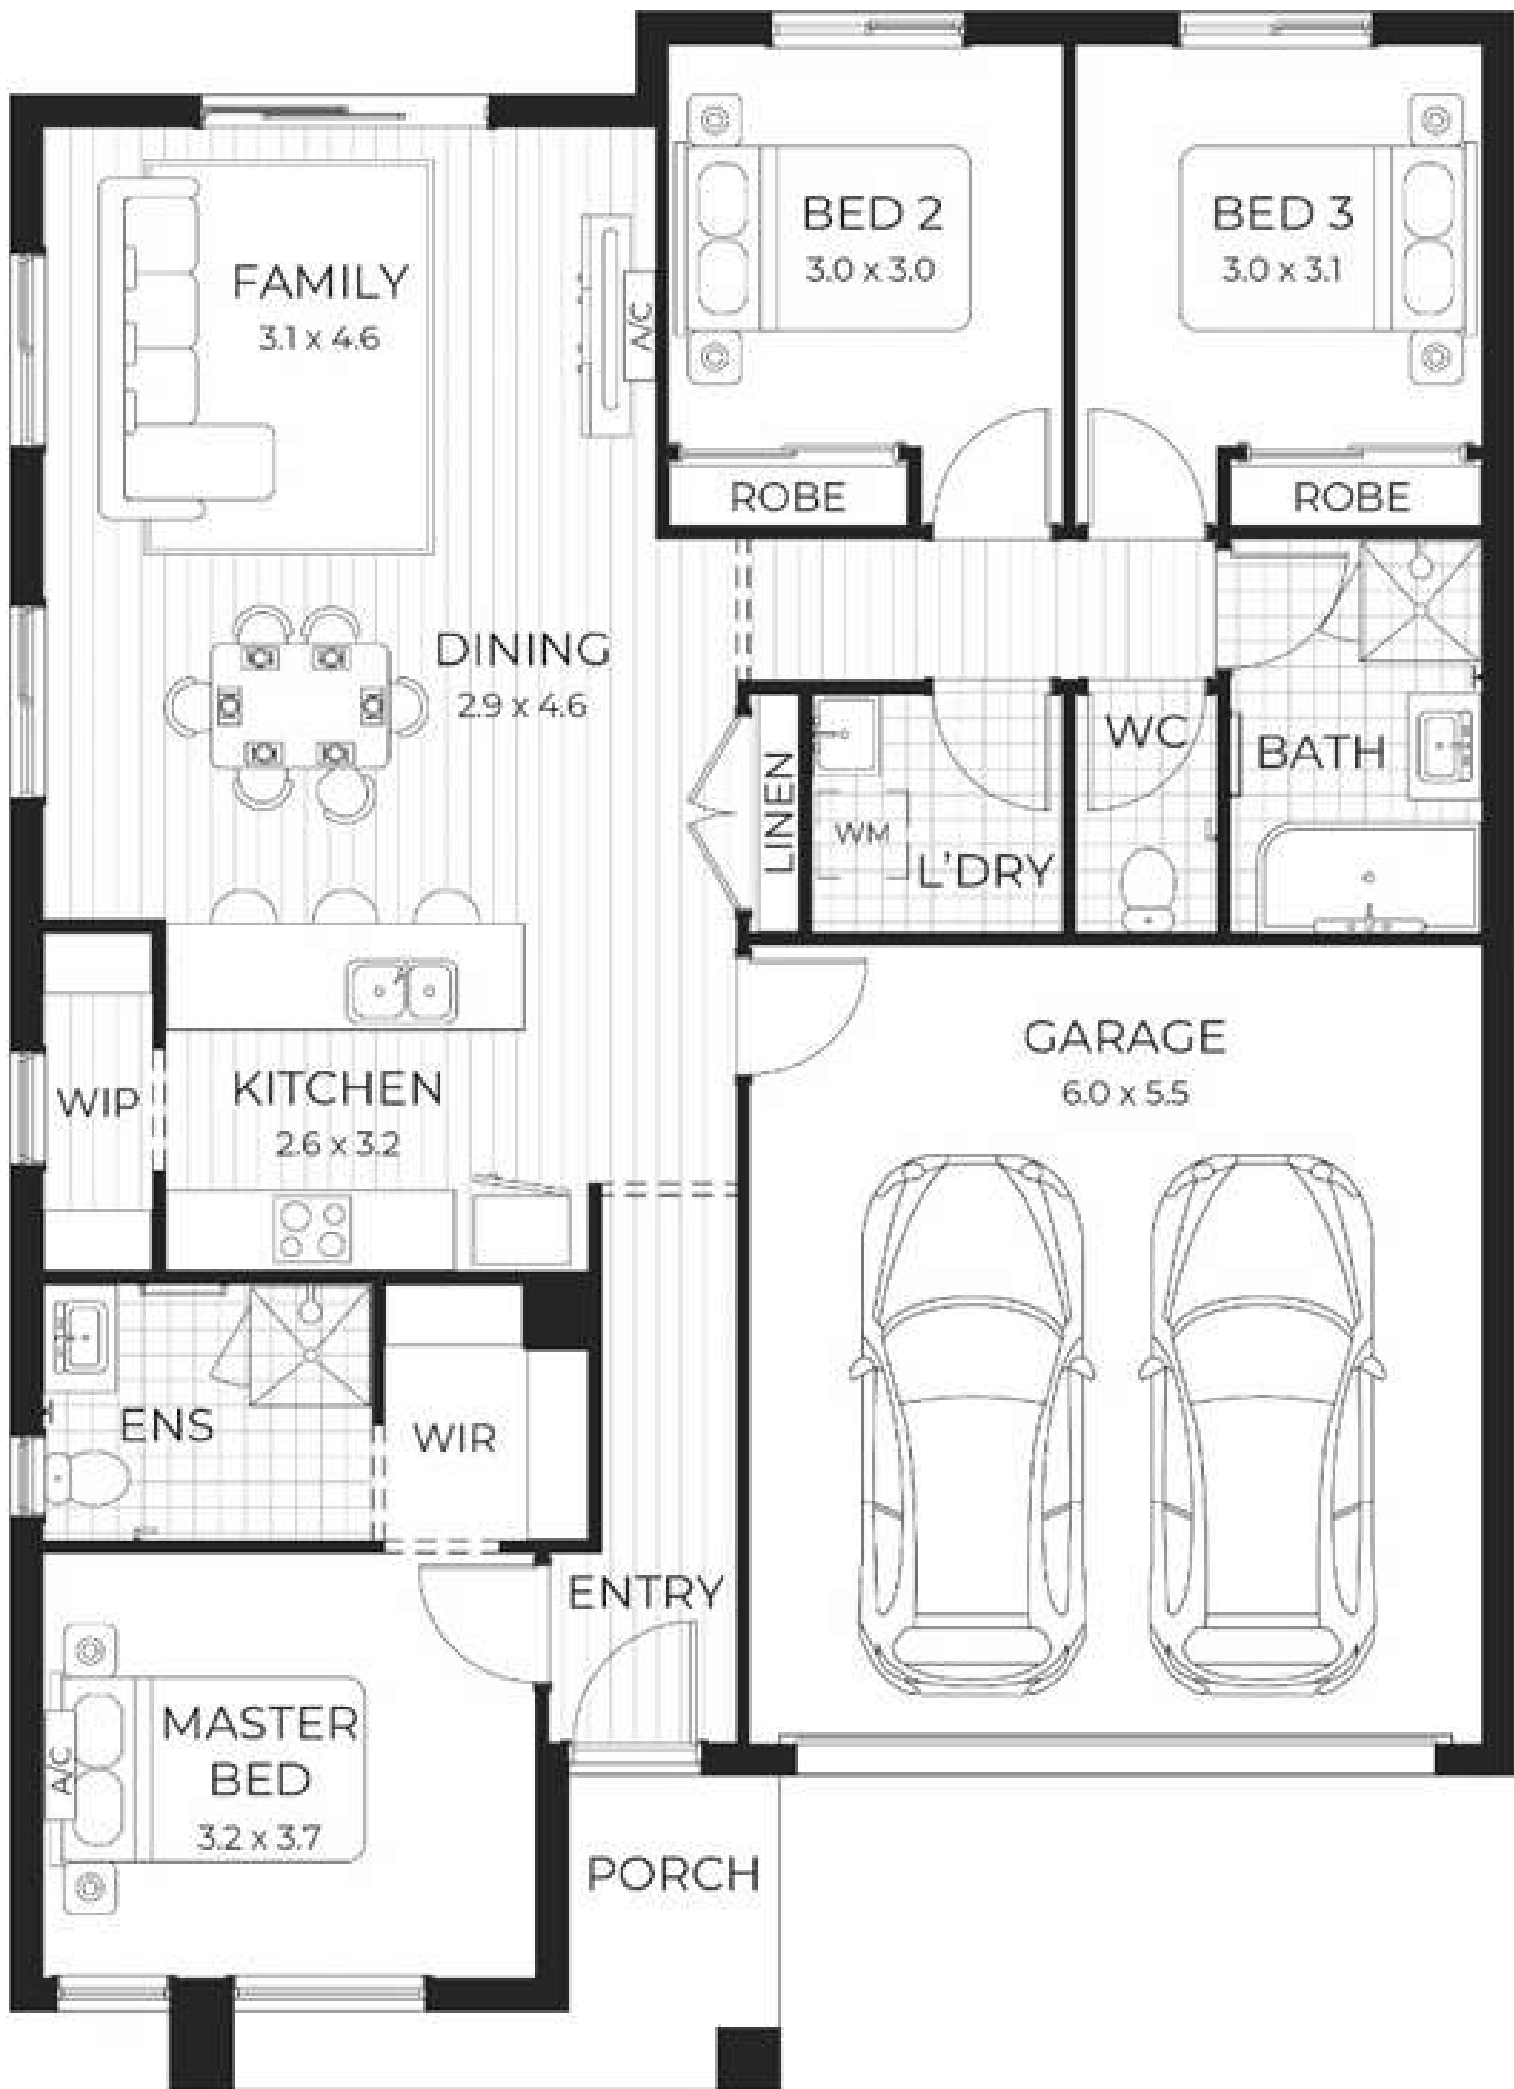 BED 2
3.0 x 3.0
BED 3
3.0 x 3.1
FAMILY
3.1 x 4.6
A/C
ROBE
ROBE
DINING
2.9 x 4.6
LINEN
WM
L'DRY
WC
BATH
WIP
KITCHEN
2.6 x 3.2
GARAGE
6.0 x 5.5
ENS
WIR
ENTRY
MASTER
BED
3.2 x 3.7
A/C
PORCH